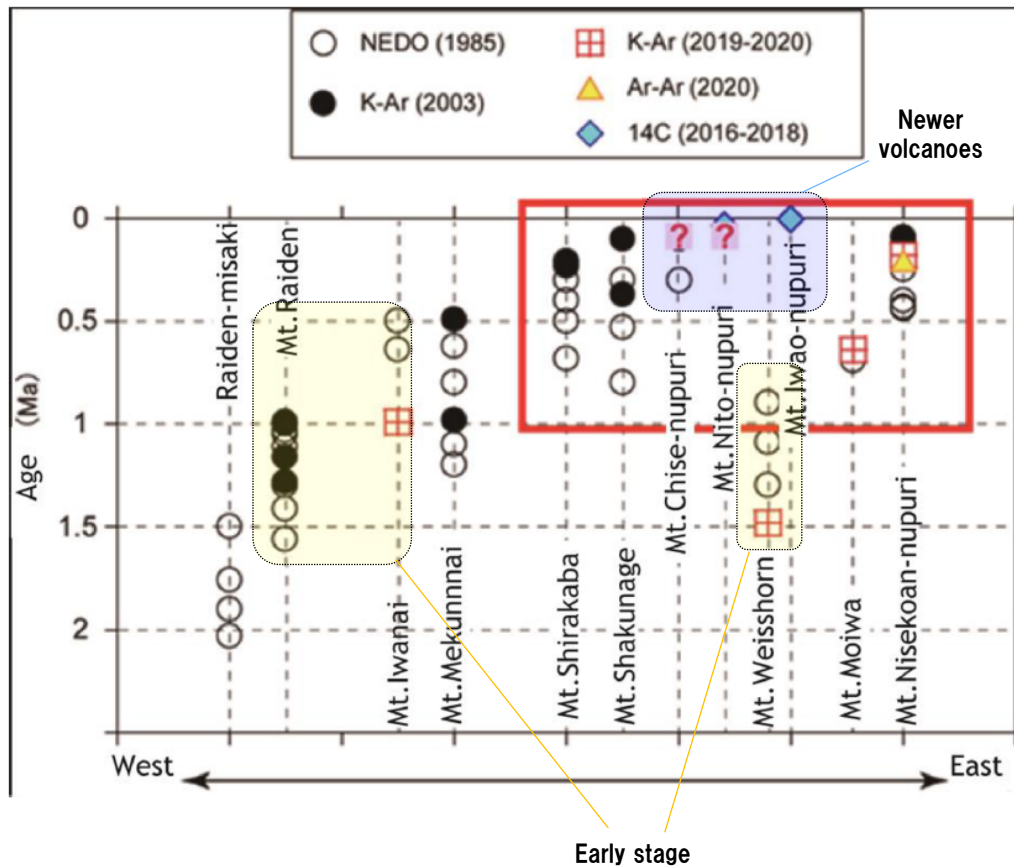 NEDO (1985)
K-Ar (2003)
K-Ar (2019-2020)
Ar-Ar (2020)
14C (2016-2018)
Newer
volcanoes
0
0.5
1
1.5
2
Age (Ma)
Raiden-misaki
Mt.Raiden
Mt.Iwanai
Mt.Mekunnnai
Mt.Shirakaba
Mt.Shakunage
Mt.Chise-nupuri
Mt.Nito-nupuri
Mt.Weisshorn
Mt.Iwao-nupuri
Mt.Moiwa
Mt.Nisekoan-nupuri
?
?
West
East
Early stage